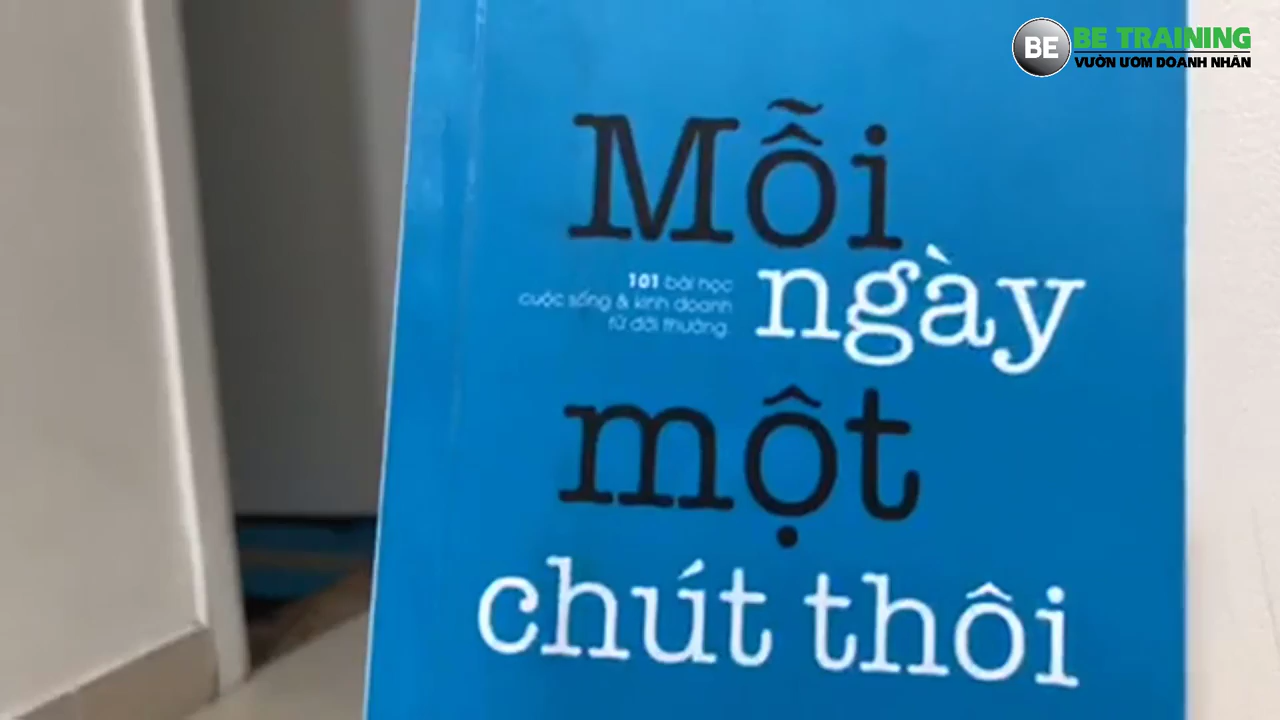 BE
BE TRAINING
VƯỜN ƯƠM DOANH NHÂN
Mỗi
101 bài học
cuộc sống & kinh doanh
từ đời thường.
ngày
một
chút thôi